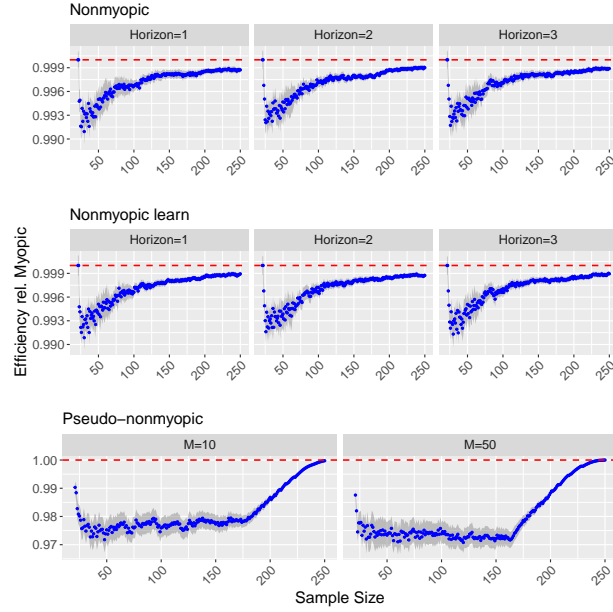 Nonmyopic
Horizon=1 Horizon=2 Horizon=3
0.999
0.996
0.993
0.990
50 100 150 200 250 50 100 150 200 250 50 100 150 200 250
Nonmyopic learn
Horizon=1 Horizon=2 Horizon=3
0.999
0.996
0.993
0.990
50 100 150 200 250 50 100 150 200 250 50 100 150 200 250
Efficiency rel. Myopic
Pseudo−nonmyopic
M=10 M=50
1.00
0.99
0.98
0.97
50 100 150 200 250 50 100 150 200 250
Sample Size